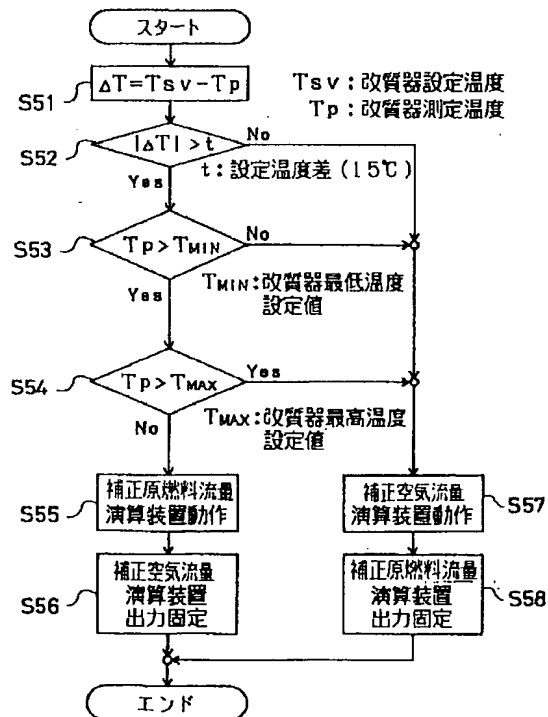 スタート
S51
ΔT=Tsv-Tp
Tsv:改質器設定温度
Tp:改質器測定温度
S52
|ΔT|>t
No
t:設定温度差(15℃)
Yes
S53
Tp>TMIN
No
TMIN:改質器最低温度
設定値
Yes
S54
Tp>TMAX
Yes
TMAX:改質器最高温度
設定値
No
S55
補正原燃料流量
演算装置動作
補正空気流量
演算装置動作
S57
S56
補正空気流量
演算装置
出力固定
補正原燃料流量
演算装置
出力固定
S58
エンド